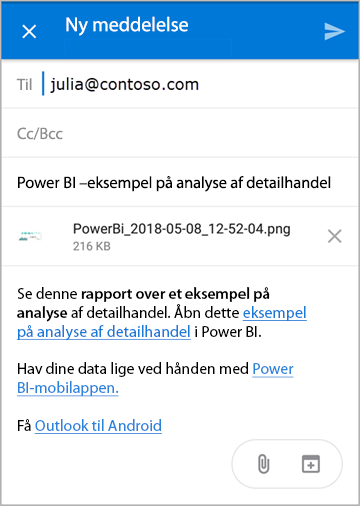 Ny meddelelse
Til julia@contoso.com
Cc/Bcc
Power BI –eksempel på analyse af detailhandel
PowerBi_2018-05-08_12-52-04.png
216 KB
Se denne rapport over et eksempel på
analyse af detailhandel. Åbn dette eksempel
på analyse af detailhandel i Power BI.
Hav dine data lige ved hånden med Power
BI-mobilappen.
Få Outlook til Android